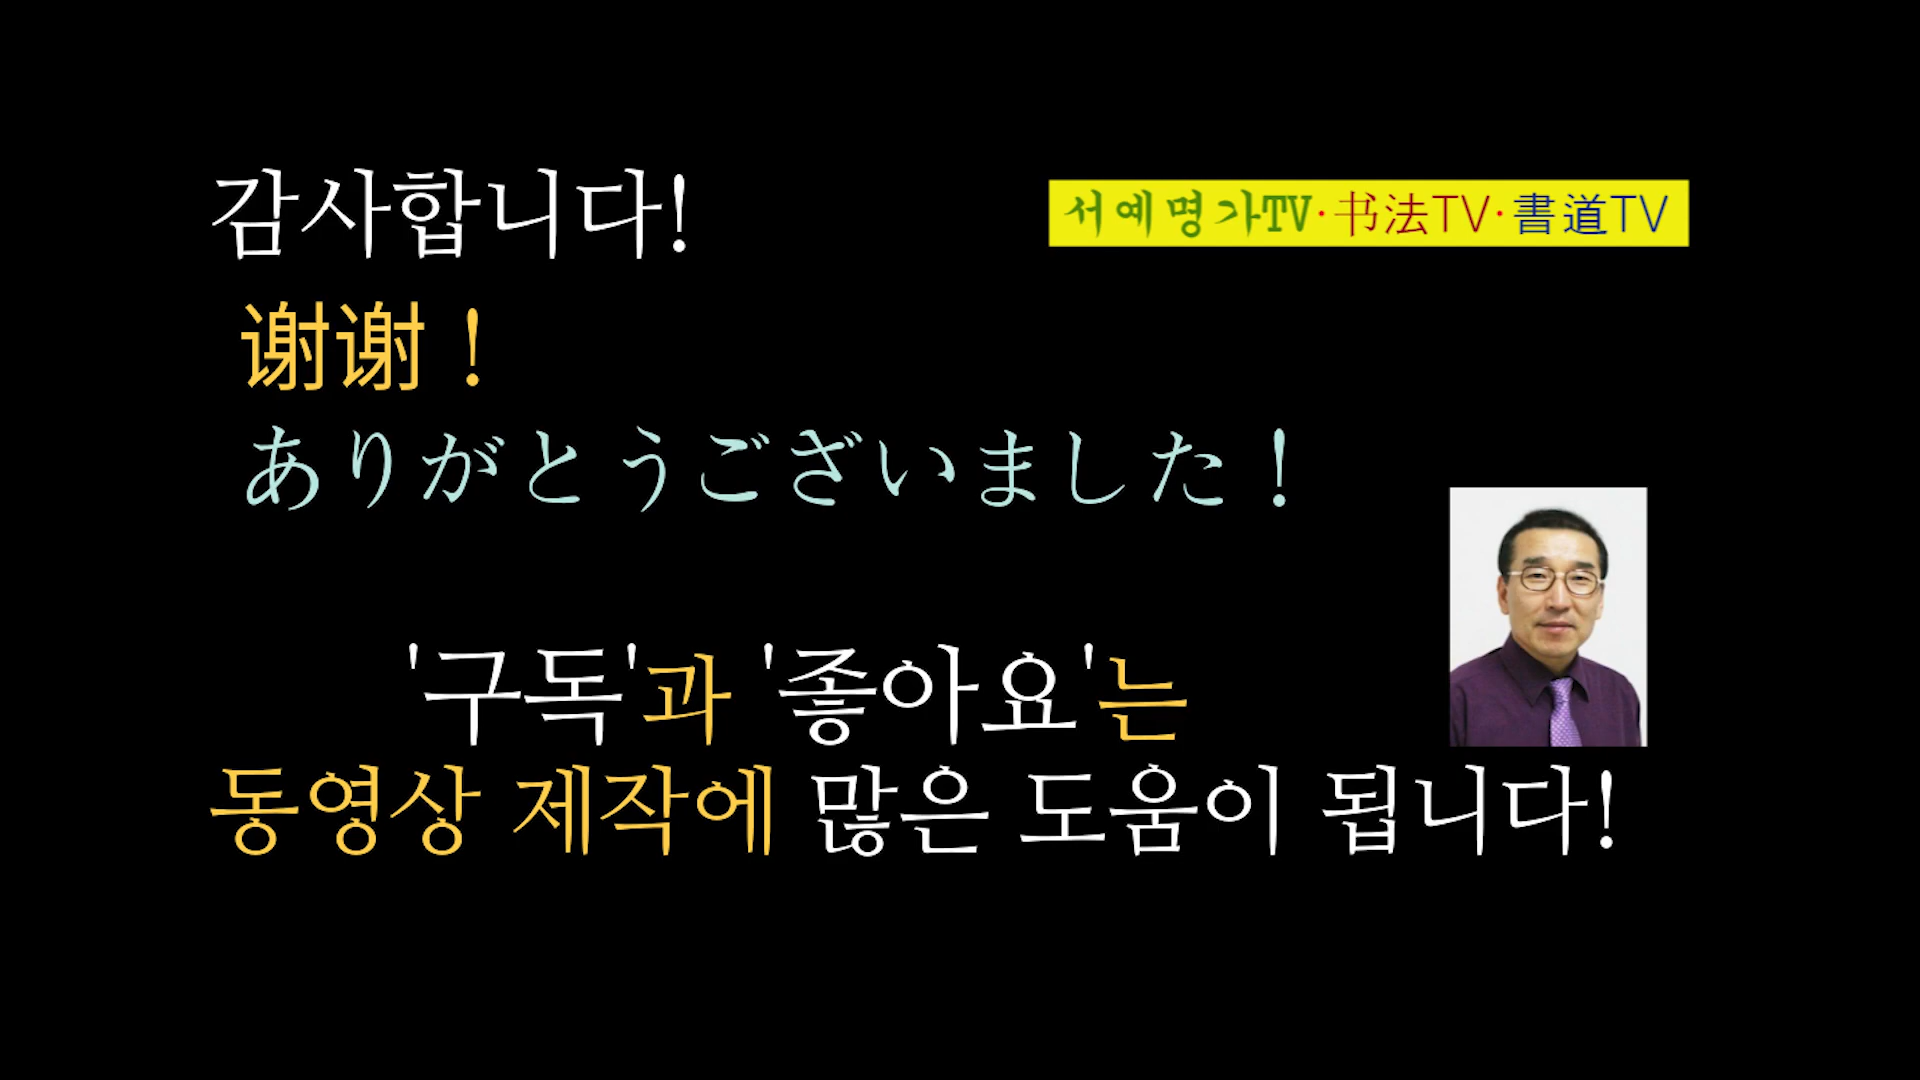 감사합니다!
서예명가TV·书法TV·書道TV
谢谢！
ありがとうございました！
'구독'과 '좋아요'는
동영상 제작에 많은 도움이 됩니다!